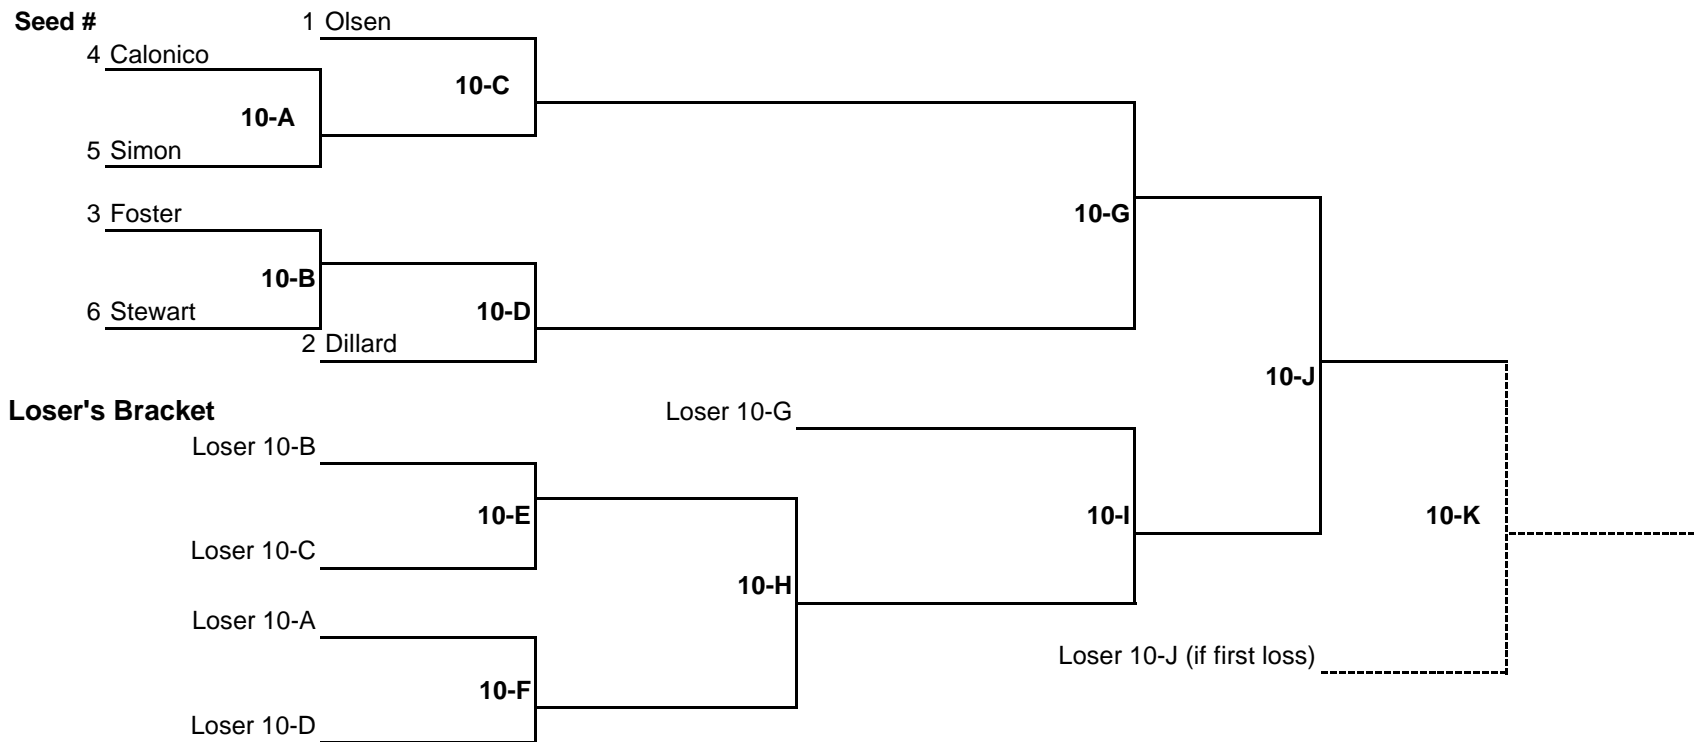 Seed #
1 Olsen
4 Calonico
10-C
10-A
5 Simon
3 Foster
10-G
10-B
6 Stewart
10-D
2 Dillard
10-J
Loser's Bracket
Loser 10-G
Loser 10-B
10-E
10-I
10-K
Loser 10-C
10-H
Loser 10-A
Loser 10-J (if first loss)
10-F
Loser 10-D